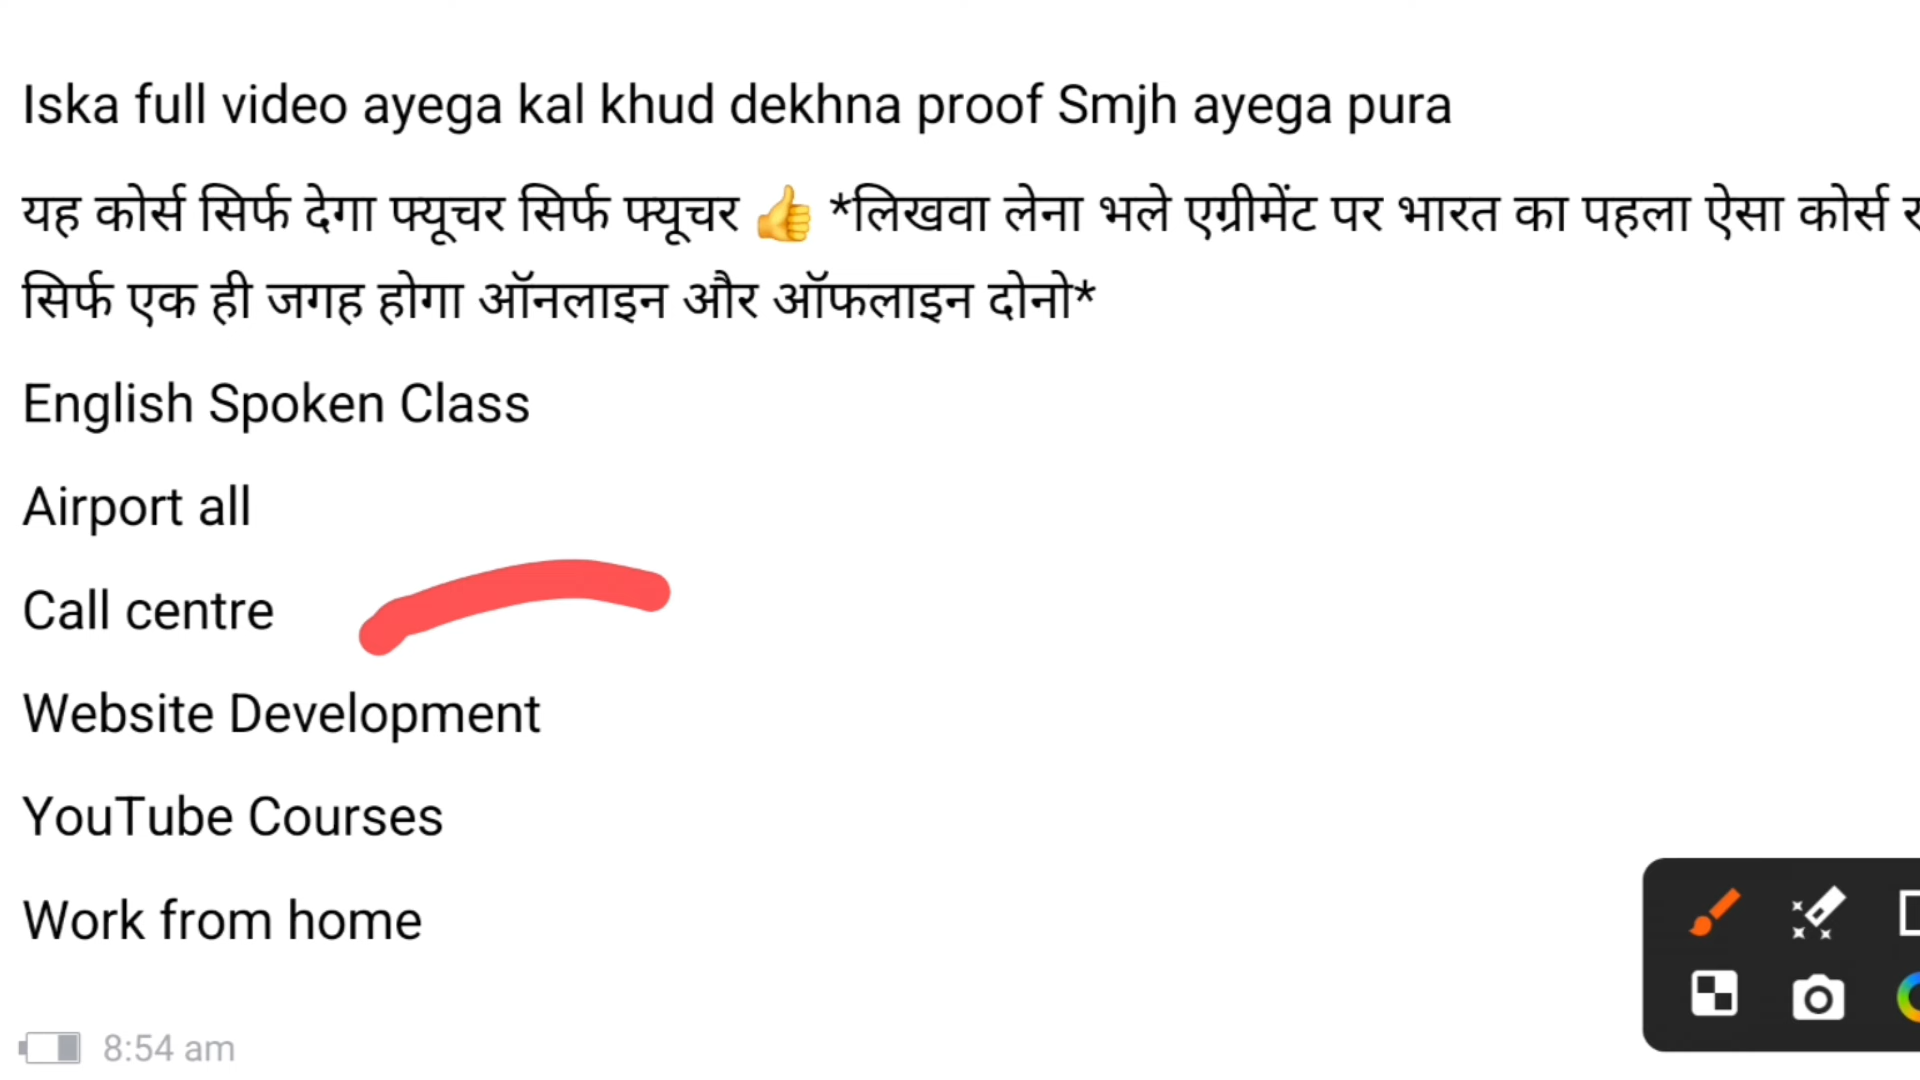 Iska full video ayega kal khud dekhna proof Smjh ayega pura
यह कोर्स सिर्फ देगा फ्यूचर सिर्फ फ्यूचर 👍 *लिखवा लेना भले एग्रीमेंट पर भारत का पहला ऐसा कोर्स
सिर्फ एक ही जगह होगा ऑनलाइन और ऑफलाइन दोनो*
English Spoken Class
Airport all
Call centre
Website Development
YouTube Courses
Work from home
8:54 am